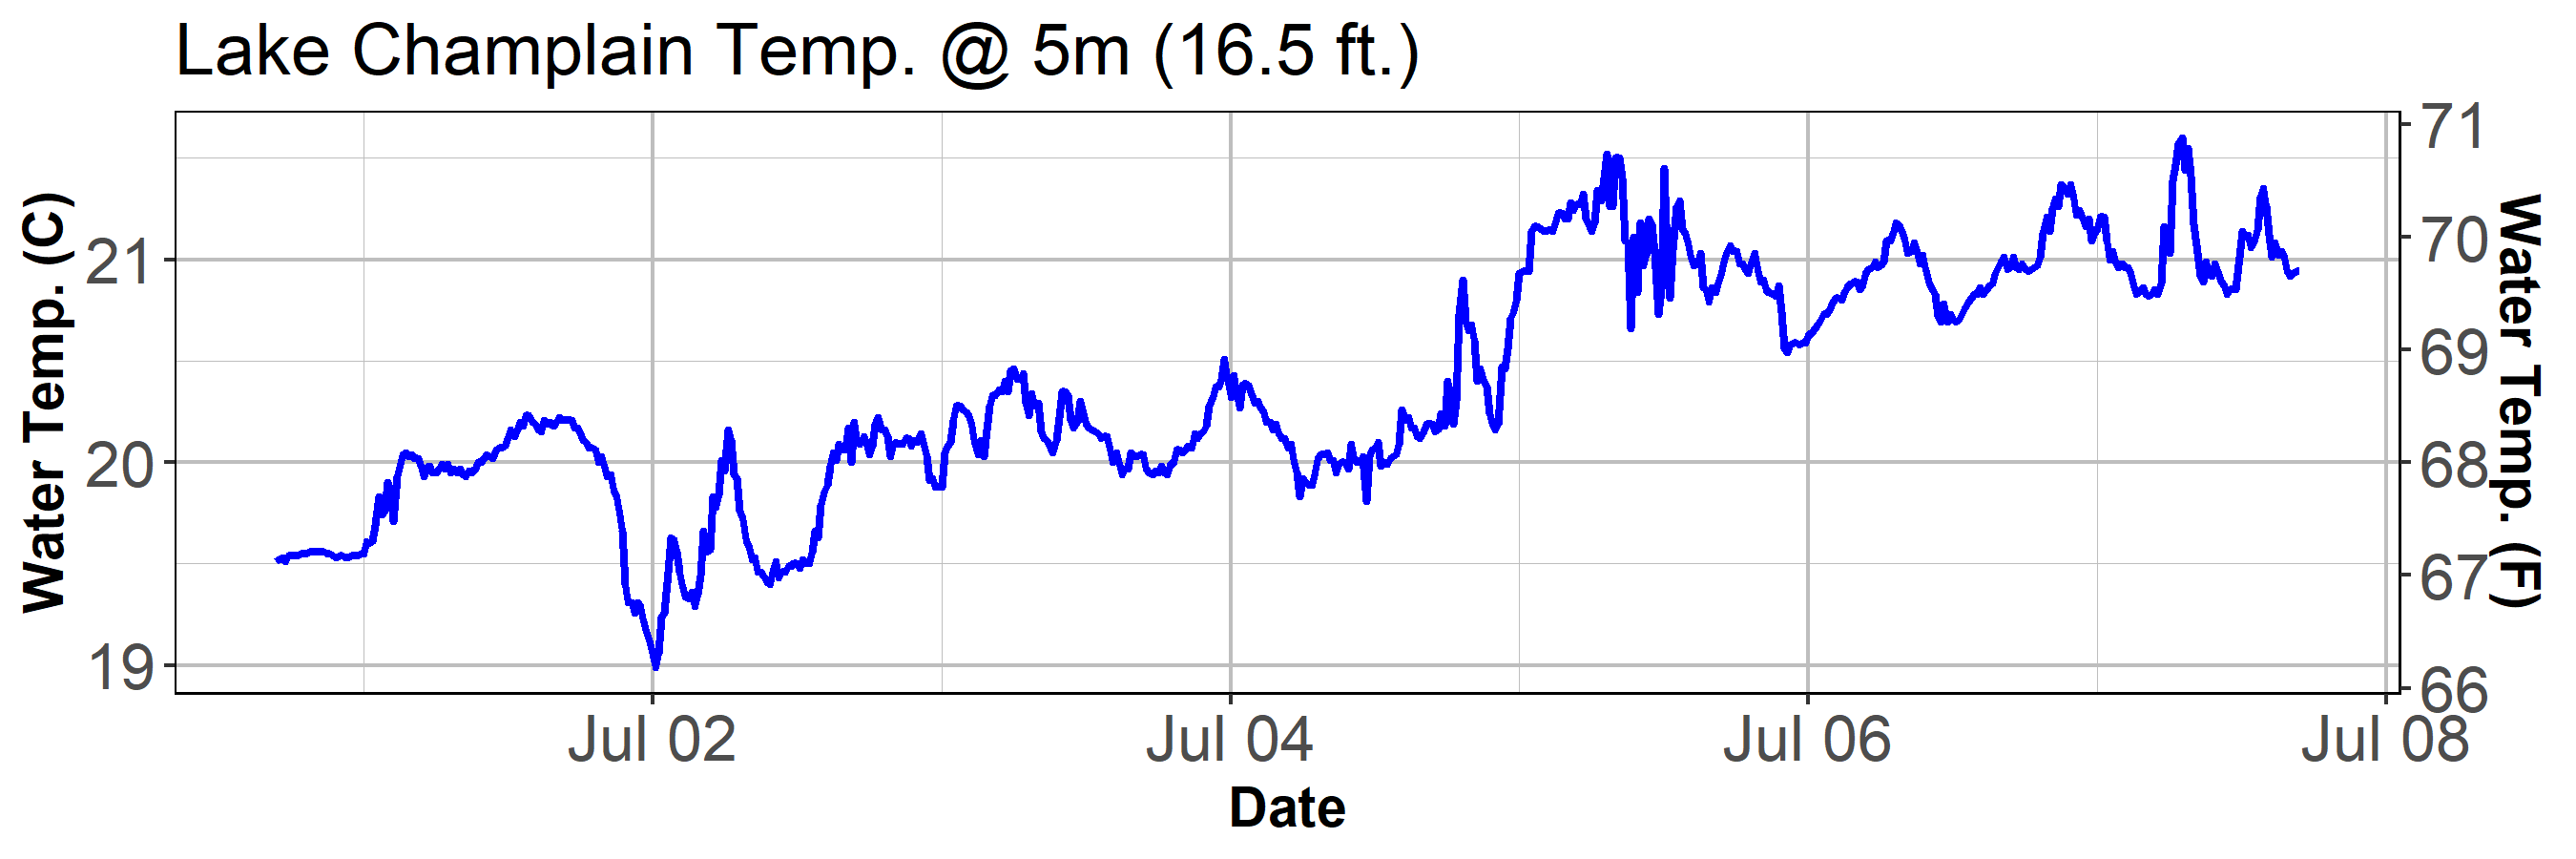 Lake Champlain Temp. @ 5m (16.5 ft.)
Water Temp. (C)
21
20
19
71
70
69
68
67
66
Water Temp. (F)
Jul 02 Jul 04 Jul 06 Jul 08
Date